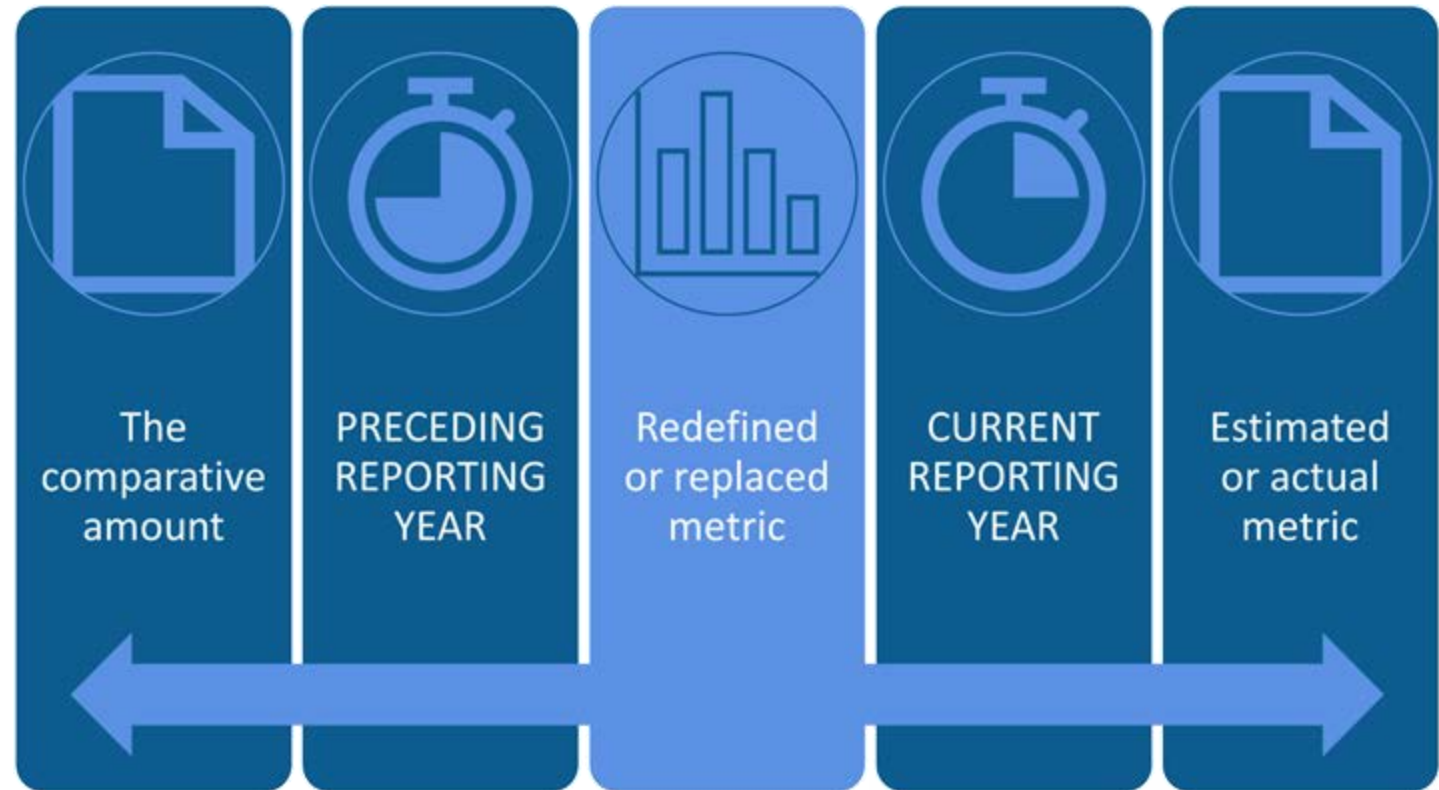 The
comparative
amount
PRECEDING
REPORTING
YEAR
Redefined
or replaced
metric
CURRENT
REPORTING
YEAR
Estimated
or actual
metric